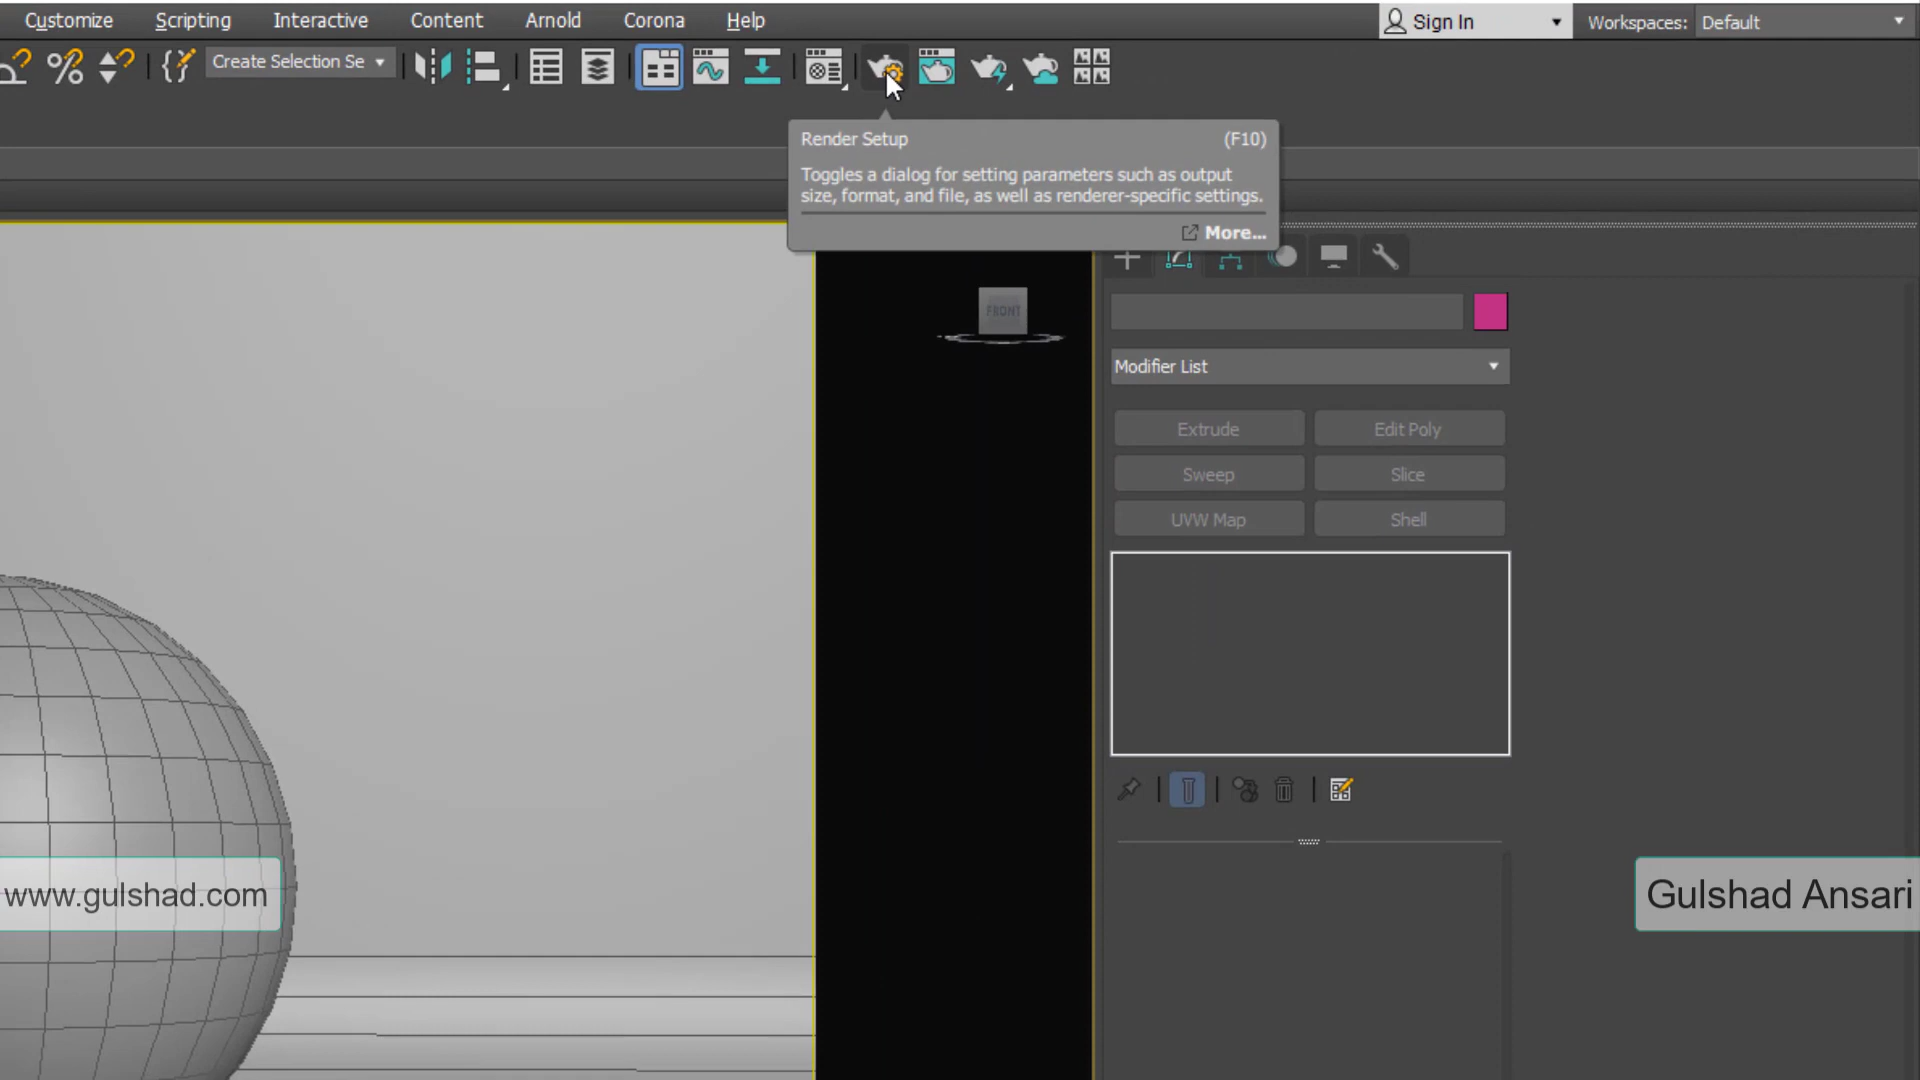 Customize Scripting Interactive Content Arnold Corona Help Sign In Workspaces: Default
Create Selection Se
Render Setup (F10)
Toggles a dialog for setting parameters such as output
size, format, and file, as well as renderer-specific settings.
More...
FRONT
Modifier List
Extrude Edit Poly
Sweep Slice
UVW Map Shell
www.gulshad.com Gulshad Ansari